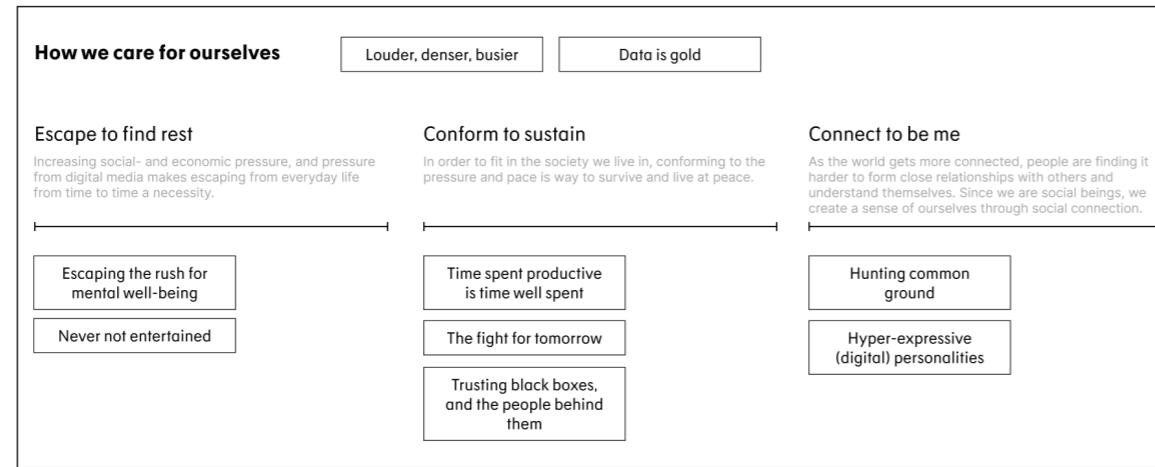 How we care for ourselves
Louder, denser, busier
Data is gold
Escape to find rest
Increasing social- and economic pressure, and pressure
from digital media makes escaping from everyday life
from time to time a necessity.
Escaping the rush for
mental well-being
Never not entertained
Conform to sustain
In order to fit in the society we live in, conforming to the
pressure and pace is way to survive and live at peace.
Time spent productive
is time well spent
The fight for tomorrow
Trusting black boxes,
and the people behind
them
Connect to be me
As the world gets more connected, people are finding it
harder to form close relationships with others and
understand themselves. Since we are social beings, we
create a sense of ourselves through social connection.
Hunting common
ground
Hyper-expressive
(digital) personalities